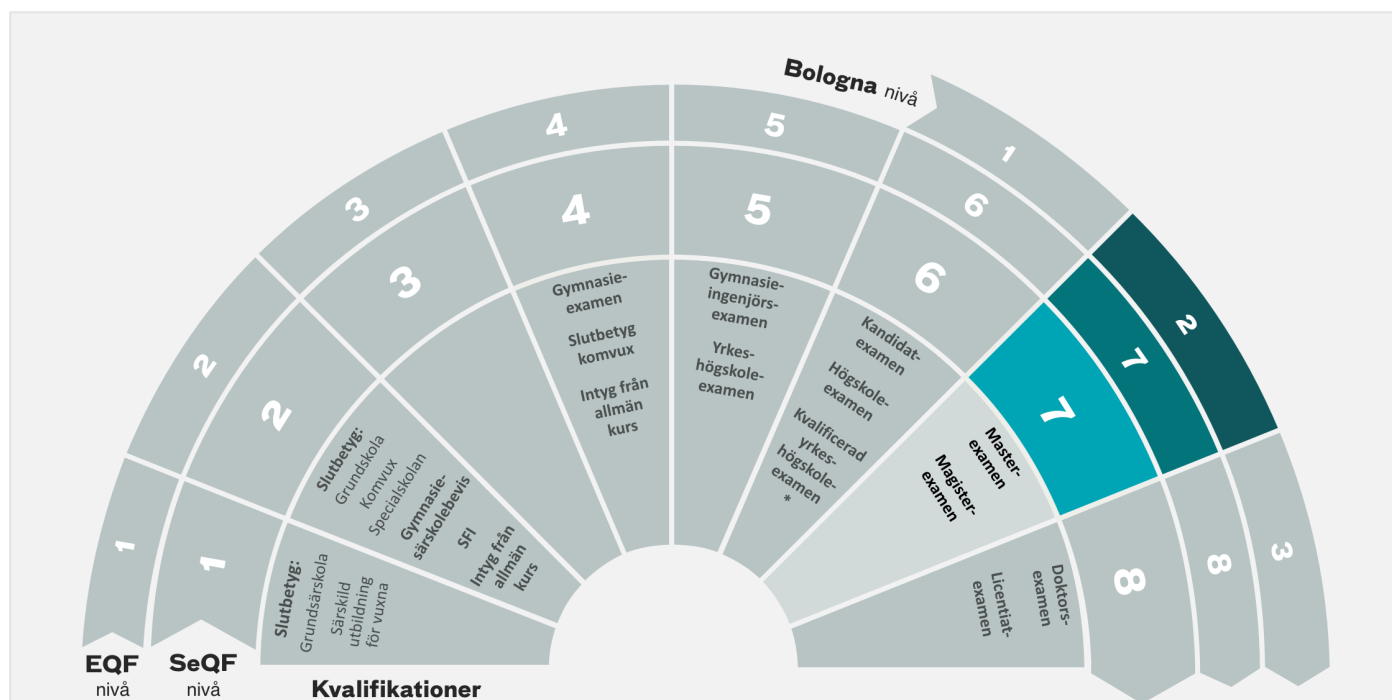 Bologna nivå
1
2
3
1
2
3
4
5
6
7
8
1
2
3
4
5
6
7
8
Slutbetyg:
Grundsärskola
Särskild
utbildning
för vuxna
Slutbetyg:
Grundskola
Komvux
Specialskolan
Gymnasie-
särskolebevis
SFI
Intyg från
allmän
kurs
Gymnasie-
examen
Slutbetyg
komvux
Intyg från
allmän
kurs
Gymnasie-
ingenjörs-
examen
Yrkes-
högskole-
examen
Kandidat-
examen
Högskole-
examen
Kvalificerad
yrkes-
högskole-
examen
*
Master-
examen
Magister-
examen
Doktors-
examen
Licentiat-
examen
EQF
nivå
SeQF
nivå
Kvalifikationer